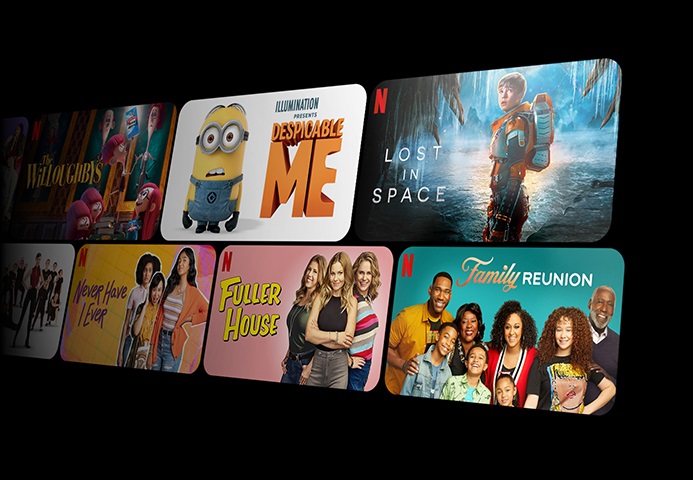 The
WILLOUGHBYS
ILLUMINATION
PRESENTS
DESPICABLE
ME
N
LOST
IN
SPACE
N
Never Have
I Ever
N
FULLER
HOUSE
N
Family REUNION
N